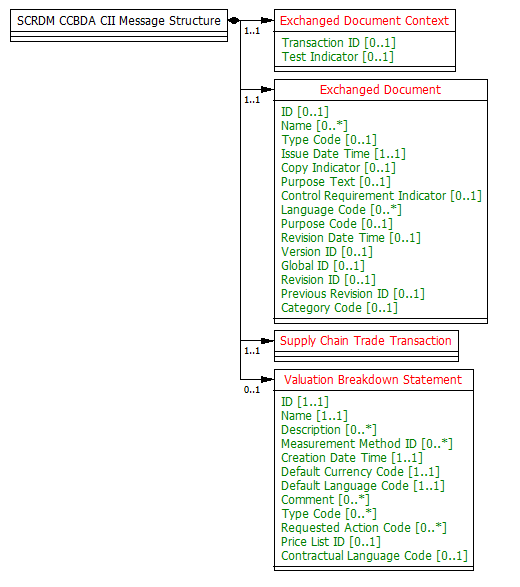 SCRDM CCBDA CII Message Structure
1..1
Exchanged Document Context
Transaction ID [0..1]
Test Indicator [0..1]
1..1
Exchanged Document
ID [0..1]
Name [0..*]
Type Code [0..1]
Issue Date Time [1..1]
Copy Indicator [0..1]
Purpose Text [0..1]
Control Requirement Indicator [0..1]
Language Code [0..*]
Purpose Code [0..1]
Revision Date Time [0..1]
Version ID [0..1]
Global ID [0..1]
Revision ID [0..1]
Previous Revision ID [0..1]
Category Code [0..1]
1..1
Supply Chain Trade Transaction
0..1
Valuation Breakdown Statement
ID [1..1]
Name [1..1]
Description [0..*]
Measurement Method ID [0..*]
Creation Date Time [1..1]
Default Currency Code [1..1]
Default Language Code [1..1]
Comment [0..*]
Type Code [0..*]
Requested Action Code [0..*]
Price List ID [0..1]
Contractual Language Code [0..1]